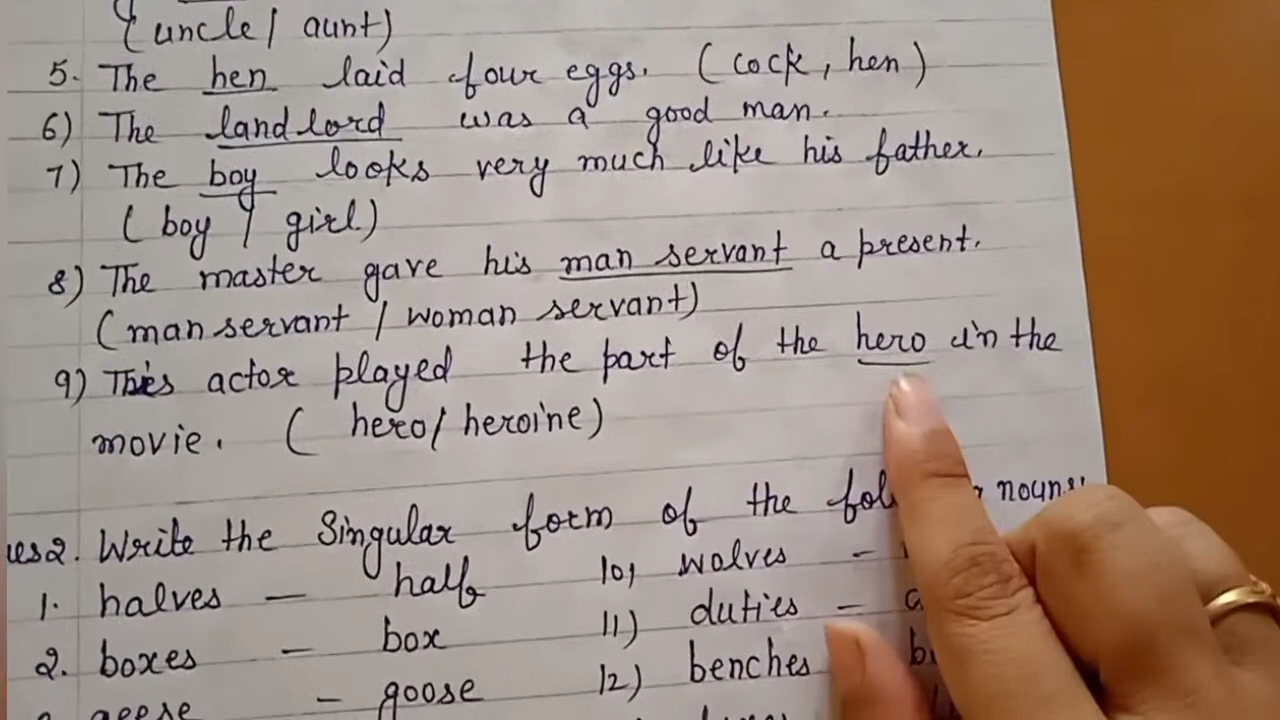 (uncle/ aunt)
5. The hen laid four eggs. (cock, hen)
6) The landlord was a good man.
7) The boy looks very much like his father.
(boy / girl)
8) The master gave his man servant a present.
(man servant / woman servant)
9) This actor played the part of the hero in the
movie. (hero/ heroine)
2. Write the Singular form of the nouns:
1. halves - half 10) wolves -
2. boxes - box 11) duties -
geese - goose 12) benches